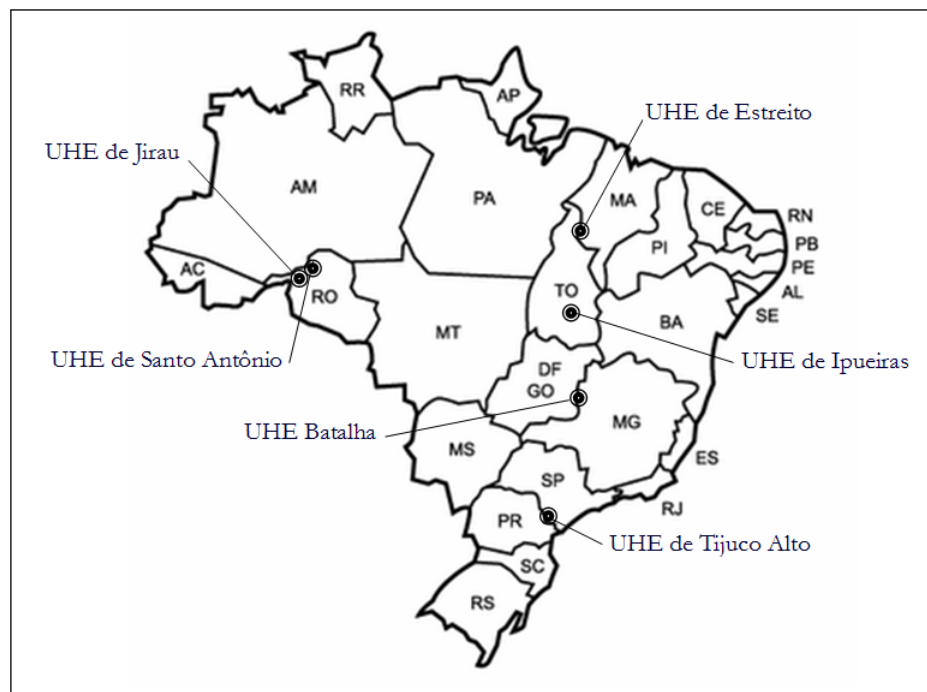 RR
AP
UHE de Estreito
UHE de Jirau
AM
PA
MA
CE
RN
PI
PB
PE
AC
AL
RO
TO
SE
BA
MT
UHE de Santo Antônio
UHE de Ipueiras
DF
GO
MG
UHE Batalha
MS
ES
SP
RJ
PR
UHE de Tijuco Alto
SC
RS